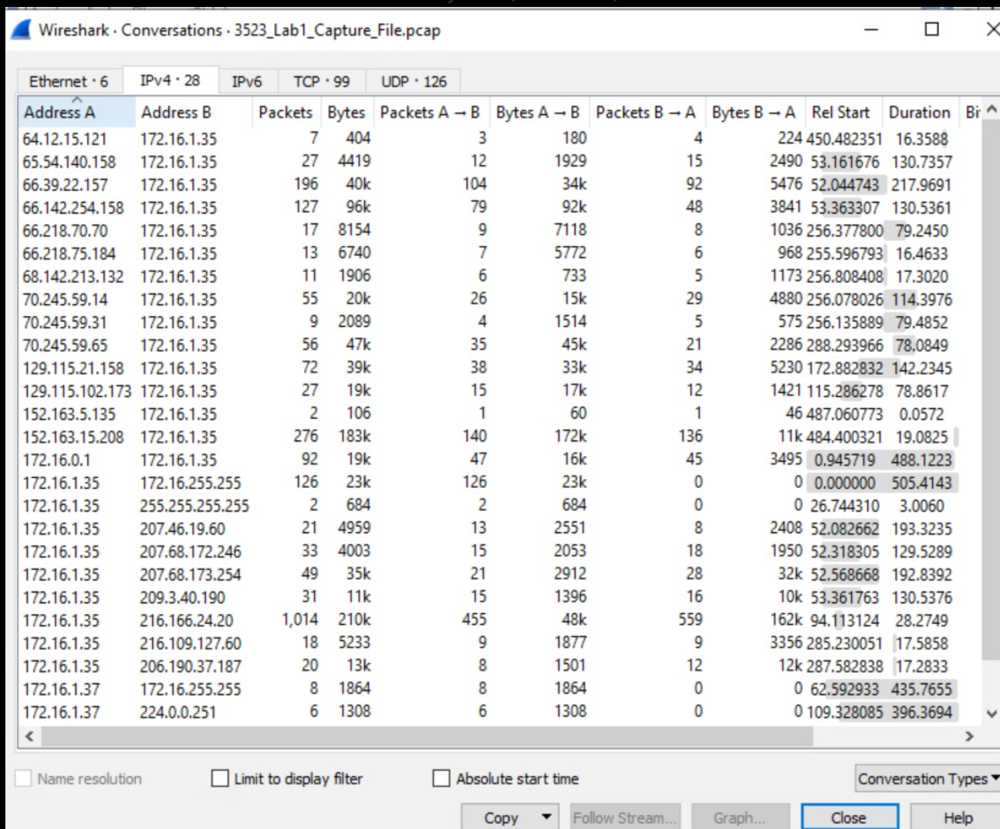 Wireshark · Conversations · 3523_Lab1_Capture_File.pcap
Ethernet · 6 IPv4 · 28 IPv6 TCP · 99 UDP · 126
Address A Address B Packets Bytes Packets A → B Bytes A → B Packets B → A Bytes B → A Rel Start Duration
64.12.15.121 172.16.1.35 7 404 3 180 4 224 450.482351 16.3588
65.54.140.158 172.16.1.35 27 4419 12 1929 15 2490 53.161676 130.7357
66.39.22.157 172.16.1.35 196 40k 104 34k 92 5476 52.044743 217.9691
66.142.254.158 172.16.1.35 127 96k 79 92k 48 3841 53.363307 130.5361
66.218.70.70 172.16.1.35 17 8154 9 7118 8 1036 256.377800 79.2450
66.218.75.184 172.16.1.35 13 6740 7 5772 6 968 255.596793 16.4633
68.142.213.132 172.16.1.35 11 1906 6 733 5 1173 256.808408 17.3020
70.245.59.14 172.16.1.35 55 20k 26 15k 29 4880 256.078026 114.3976
70.245.59.31 172.16.1.35 9 2089 4 1514 5 575 256.135889 79.4852
70.245.59.65 172.16.1.35 56 47k 35 45k 21 2286 288.293966 78.0849
129.115.21.158 172.16.1.35 72 39k 38 33k 34 5230 172.882832 142.2345
129.115.102.173 172.16.1.35 27 19k 15 17k 12 1421 115.286278 78.8617
152.163.5.135 172.16.1.35 2 106 1 60 1 46 487.060773 0.0572
152.163.15.208 172.16.1.35 276 183k 140 172k 136 11k 484.400321 19.0825
172.16.0.1 172.16.1.35 92 19k 47 16k 45 3495 0.945719 488.1223
172.16.1.35 172.16.255.255 126 23k 126 23k 0 0 0.000000 505.4143
172.16.1.35 255.255.255.255 2 684 2 684 0 0 26.744310 3.0060
172.16.1.35 207.46.19.60 21 4959 13 2551 8 2408 52.082662 193.3235
172.16.1.35 207.68.172.246 33 4003 15 2053 18 1950 52.318305 129.5289
172.16.1.35 207.68.173.254 49 35k 21 2912 28 32k 52.568668 192.8392
172.16.1.35 209.3.40.190 31 11k 15 1396 16 10k 53.361763 130.5376
172.16.1.35 216.166.24.20 1,014 210k 455 48k 559 162k 94.113124 28.2749
172.16.1.35 216.109.127.60 18 5233 9 1877 9 3356 285.230051 17.5858
172.16.1.35 206.190.37.187 20 13k 8 1501 12 12k 287.582838 17.2833
172.16.1.37 172.16.255.255 8 1864 8 1864 0 0 62.592933 435.7655
172.16.1.37 224.0.0.251 6 1308 6 1308 0 0 109.328085 396.3694
Name resolution Limit to display filter Absolute start time Conversation Types
Copy Follow Stream... Graph... Close Help